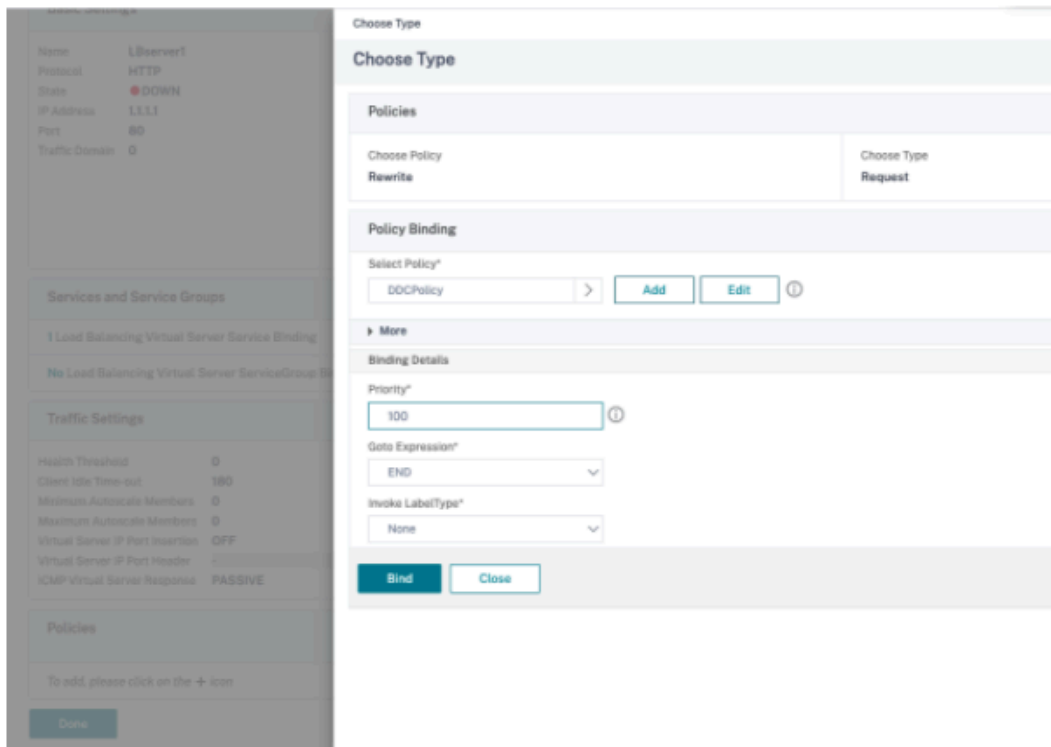 Basic Settings
Name LBserver1
Protocol HTTP
State DOWN
IP Address 1.1.1.1
Port 80
Traffic Domain 0
Services and Service Groups
1 Load Balancing Virtual Server Service Binding
No Load Balancing Virtual Server ServiceGroup Bi
Traffic Settings
Health Threshold 0
Client Idle Time-out 180
Minimum Autoscale Members 0
Maximum Autoscale Members 0
Virtual Server IP Port Insertion OFF
Virtual Server IP Port Header -
ICMP Virtual Server Response PASSIVE
Policies
To add, please click on the + icon
Done
Choose Type
Choose Type
Policies
Choose Policy
Rewrite
Choose Type
Request
Policy Binding
Select Policy*
DDCPolicy
Add
Edit
More
Binding Details
Priority*
100
Goto Expression*
END
Invoke LabelType*
None
Bind
Close